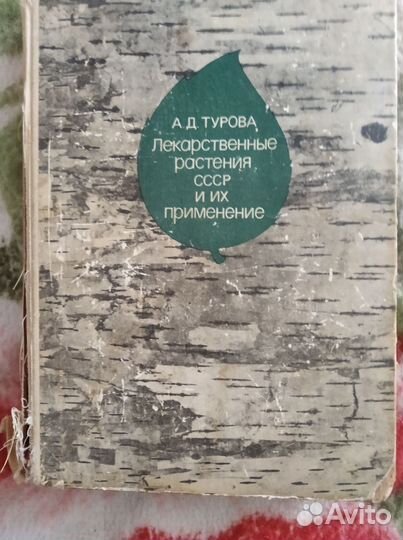 А.Д. ТУРОВА
Лекарственные
растения
СССР
и их
применение
Avito